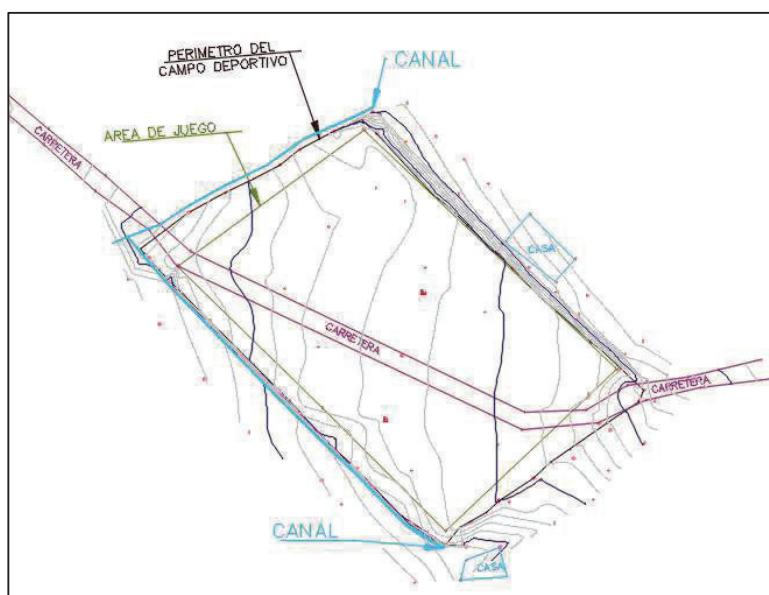 PERIMETRO DEL
CAMPO DEPORTIVO
CANAL
AREA DE JUEGO
CARRETERA
CASA
CARRETERA
CARRETERA
CANAL
CASA